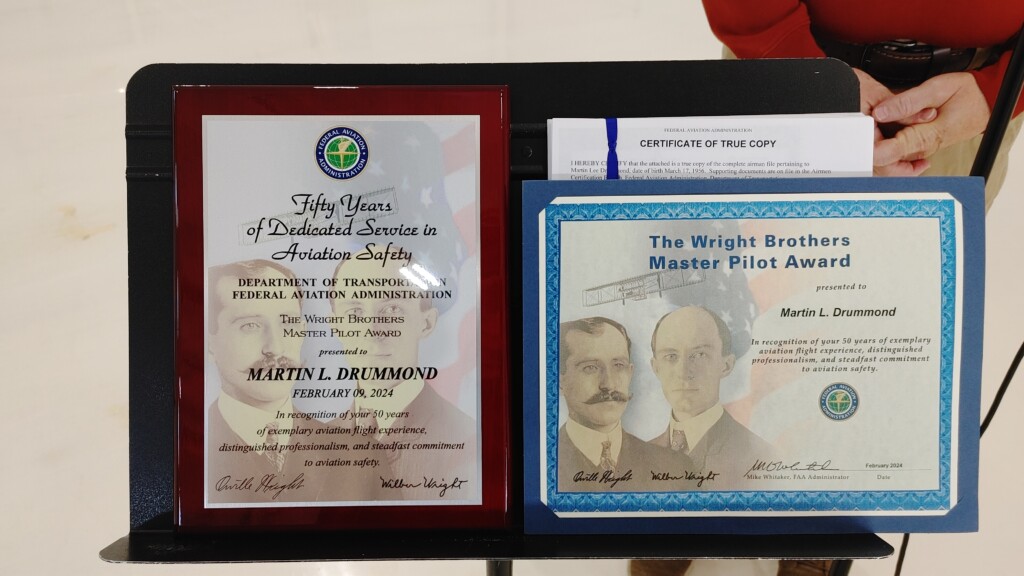 FEDERAL AVIATION
ADMINISTRATION
Fifty Years
of Dedicated Service in
Aviation Safety
DEPARTMENT OF
FEDERAL AVIATION ADMINISTRATION
THE WRIGHT BROTHERS
MASTER PILOT AWARD
presented to
MARTIN L. DRUMMOND
FEBRUARY 09, 2024
In recognition of your 50 years
of exemplary aviation flight experience,
distinguished professionalism, and steadfast commitment
to aviation safety.
Orville Wright
Wilbur Wright
FEDERAL AVIATION ADMINISTRATION
CERTIFICATE OF TRUE COPY
I HEREBY that the attached is a true copy of the complete airman file pertaining to
Martin Lee date of birth March 17, 1956. Supporting documents are on file in the Airmen
Certification Federal Aviation Administration, Department of
The Wright Brothers
Master Pilot Award
presented to
Martin L. Drummond
In recognition of your 50 years of exemplary
aviation flight experience, distinguished
professionalism, and steadfast commitment
to aviation safety.
FEDERAL AVIATION
ADMINISTRATION
Orville Wright
Wilbur Wright
February 2024
Mike Whitaker, FAA Administrator
Date